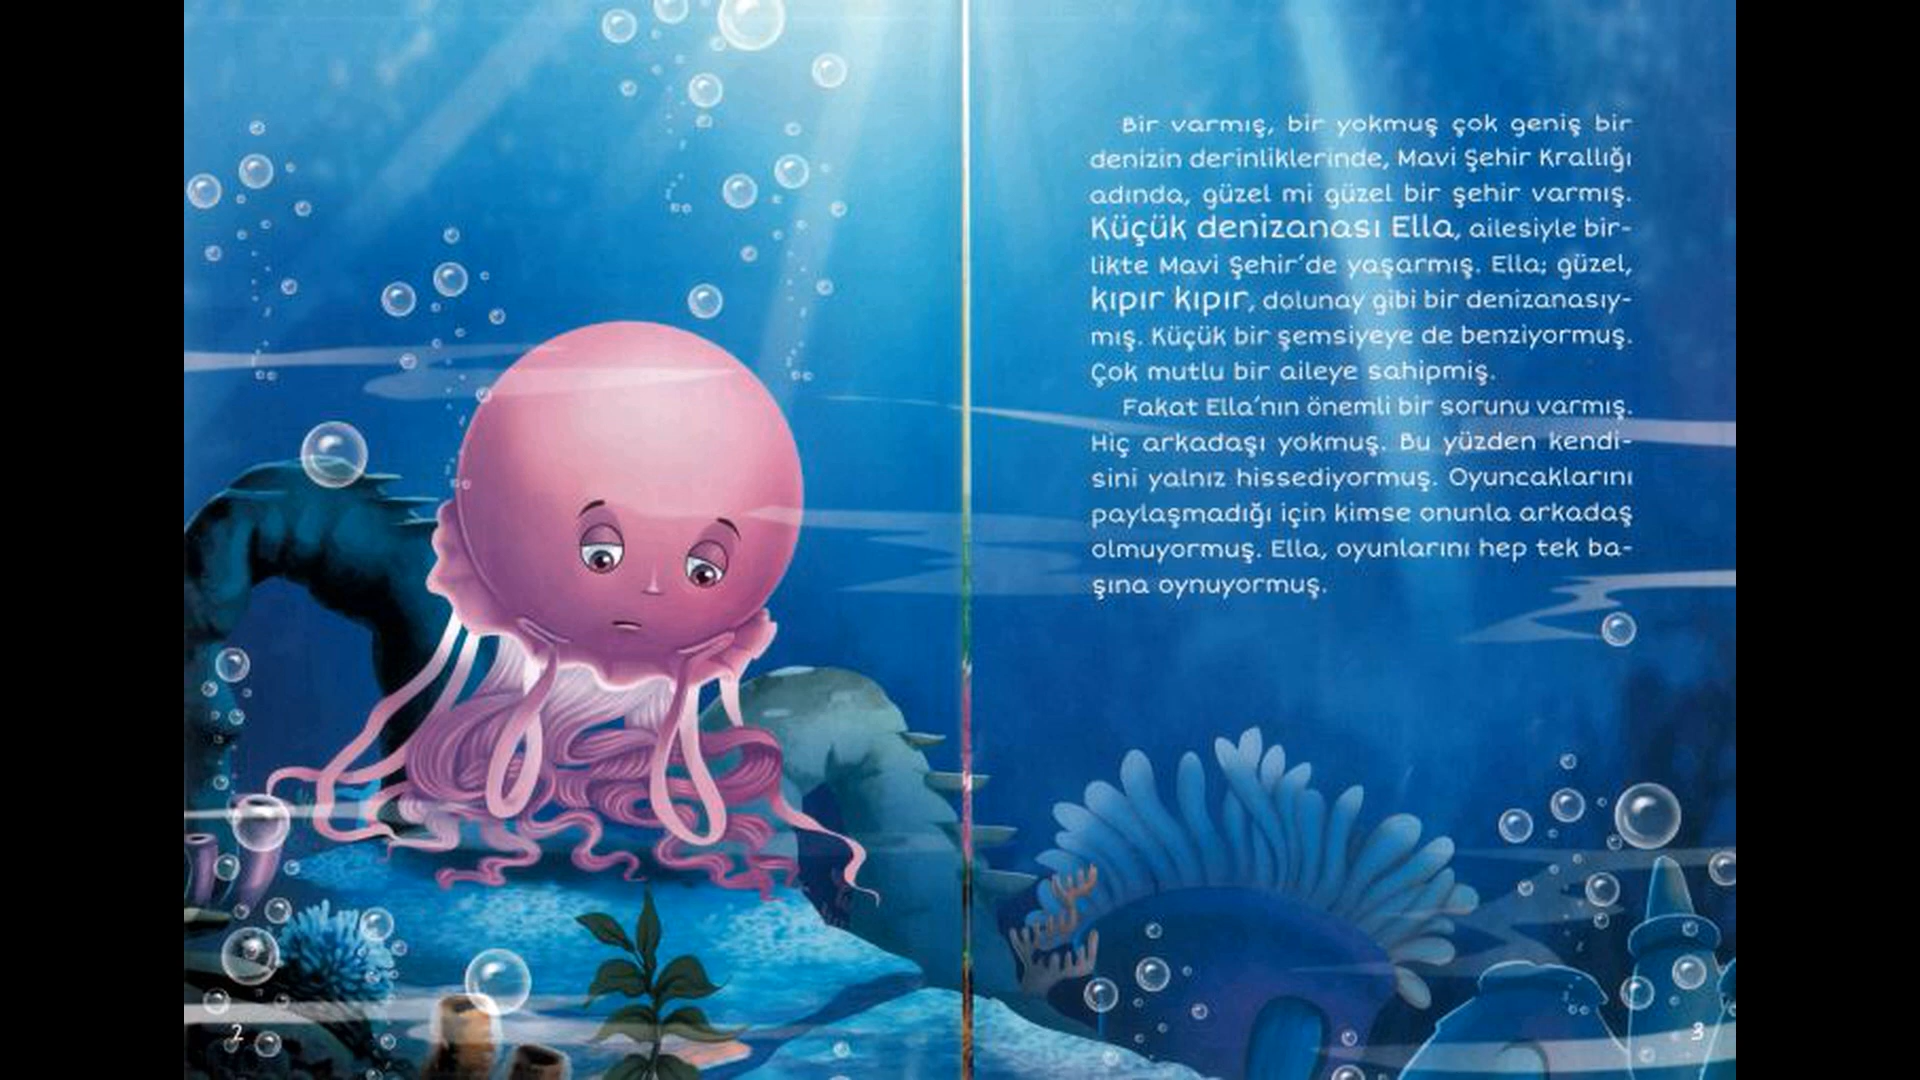 Bir varmış, bir yokmuş çok geniş bir
denizin derinliklerinde, Mavi Şehir Krallığı
adında, güzel mi güzel bir şehir varmış.
Küçük denizanası Ella, ailesiyle bir-
likte Mavi Şehir'de yaşarmış. Ella; güzel,
kıpır kıpır, dolunay gibi bir denizanasıy-
mış. Küçük bir şemsiyeye de benziyormuş.
Çok mutlu bir aileye sahipmiş.
Fakat Ella'nın önemli bir sorunu varmış.
Hiç arkadaşı yokmuş. Bu yüzden kendi-
sini yalnız hissediyormuş. Oyuncaklarını
paylaşmadığı için kimse onunla arkadaş
olmuyormuş. Ella, oyunlarını hep tek ba-
şına oynuyormuş.
2
3